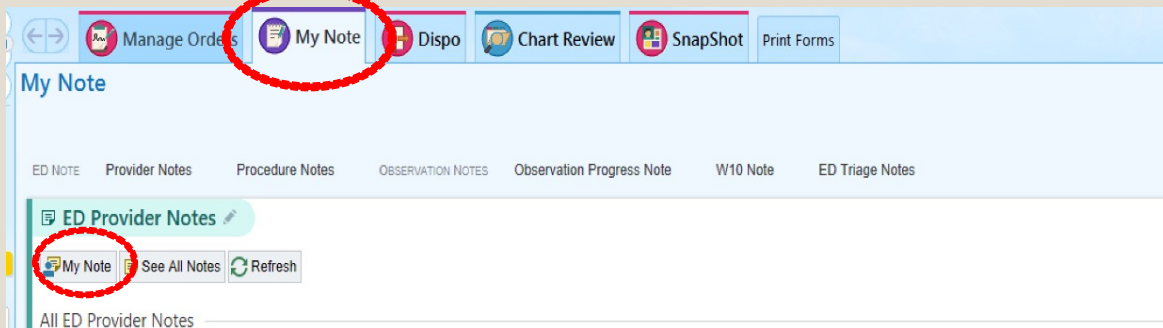 Manage Orders My Note Dispo Chart Review SnapShot Print Forms
My Note
ED NOTE Provider Notes Procedure Notes OBSERVATION NOTES Observation Progress Note W10 Note ED Triage Notes
ED Provider Notes
My Note See All Notes Refresh
All ED Provider Notes